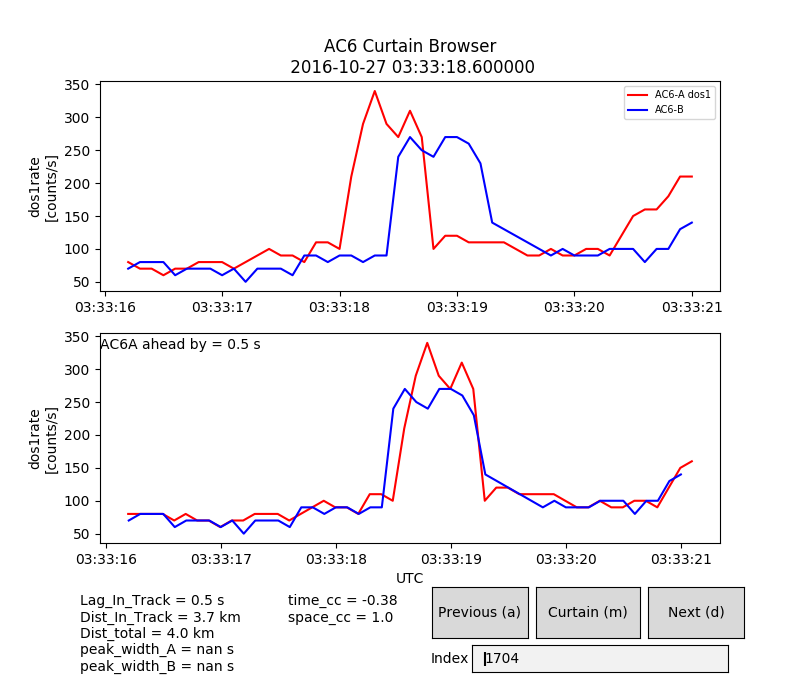 AC6 Curtain Browser
2016-10-27 03:33:18.600000
350
300
250
200
150
100
50
dos1rate
[counts/s]
AC6-A dos1
AC6-B
03:33:16 03:33:17 03:33:18 03:33:19 03:33:20 03:33:21
AC6A ahead by = 0.5 s
350
300
250
200
150
100
50
dos1rate
[counts/s]
03:33:16 03:33:17 03:33:18 03:33:19 03:33:20 03:33:21
UTC
Lag_In_Track = 0.5 s
Dist_In_Track = 3.7 km
Dist_total = 4.0 km
peak_width_A = nan s
peak_width_B = nan s
time_cc = -0.38
space_cc = 1.0
Previous (a) Curtain (m) Next (d)
Index 1704